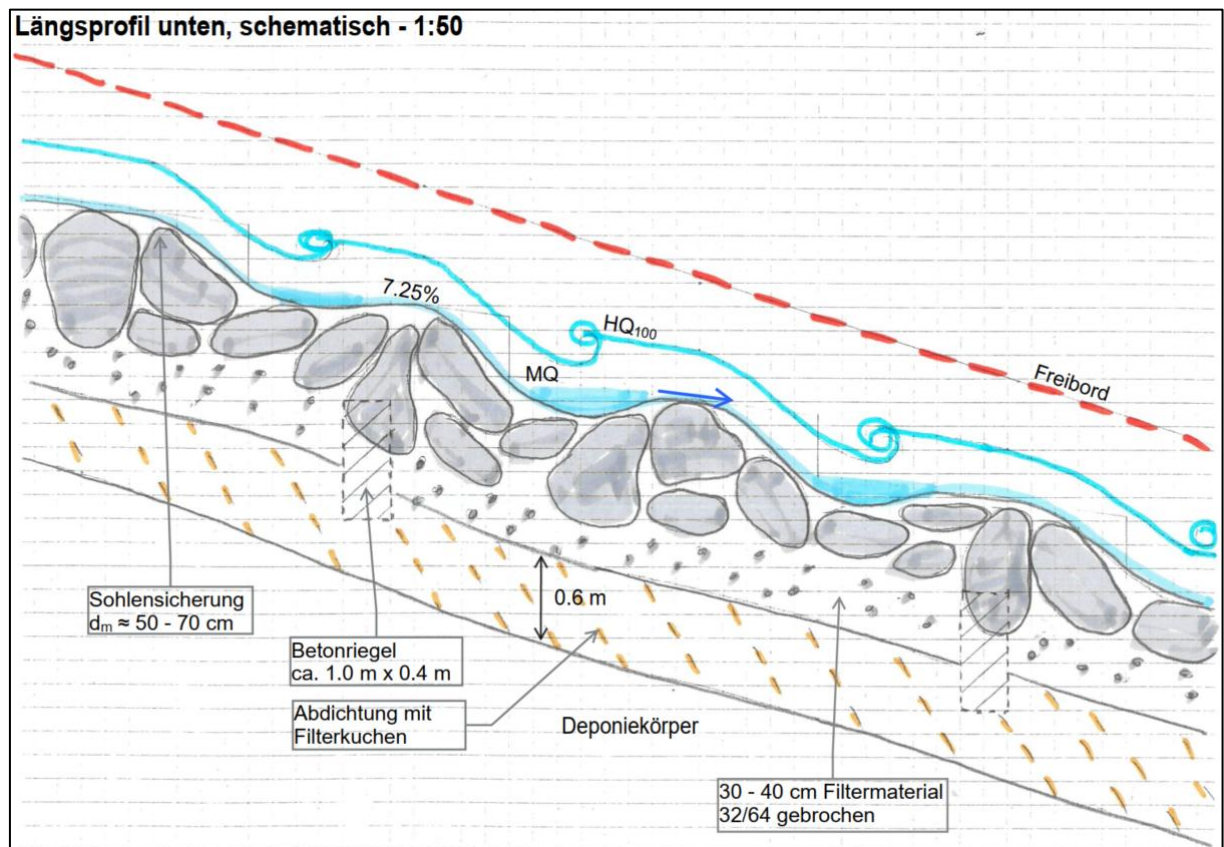 Längsprofil unten, schematisch - 1:50
7.25%
HQ₁₀₀
MQ
Freibord
Sohlensicherung
dₘ ≈ 50 - 70 cm
0.6 m
Betonriegel
ca. 1.0 m x 0.4 m
Abdichtung mit
Filterkuchen
Deponiekörper
30 - 40 cm Filtermaterial
32/64 gebrochen